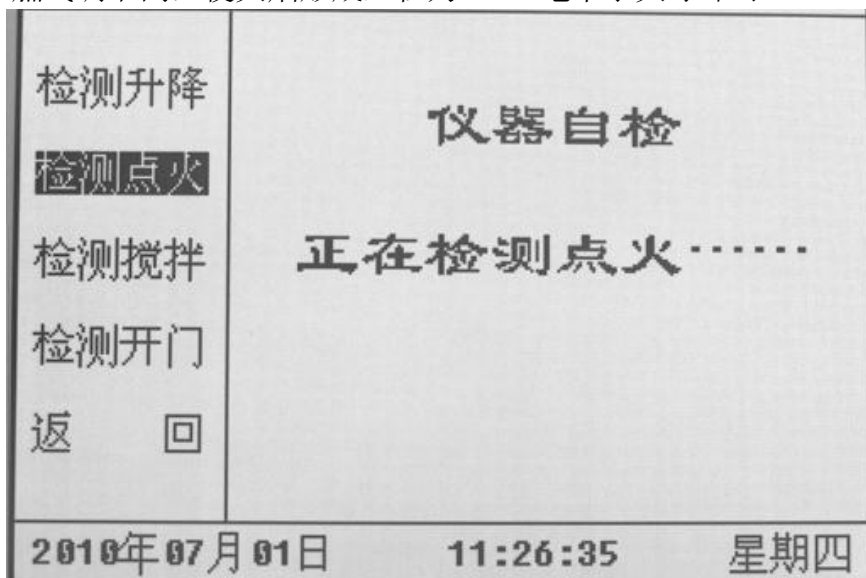 检测升降
检测点火
检测搅拌
检测开门
返 回
仪器自检
正在检测点火······
2010年07月01日 11:26:35 星期四